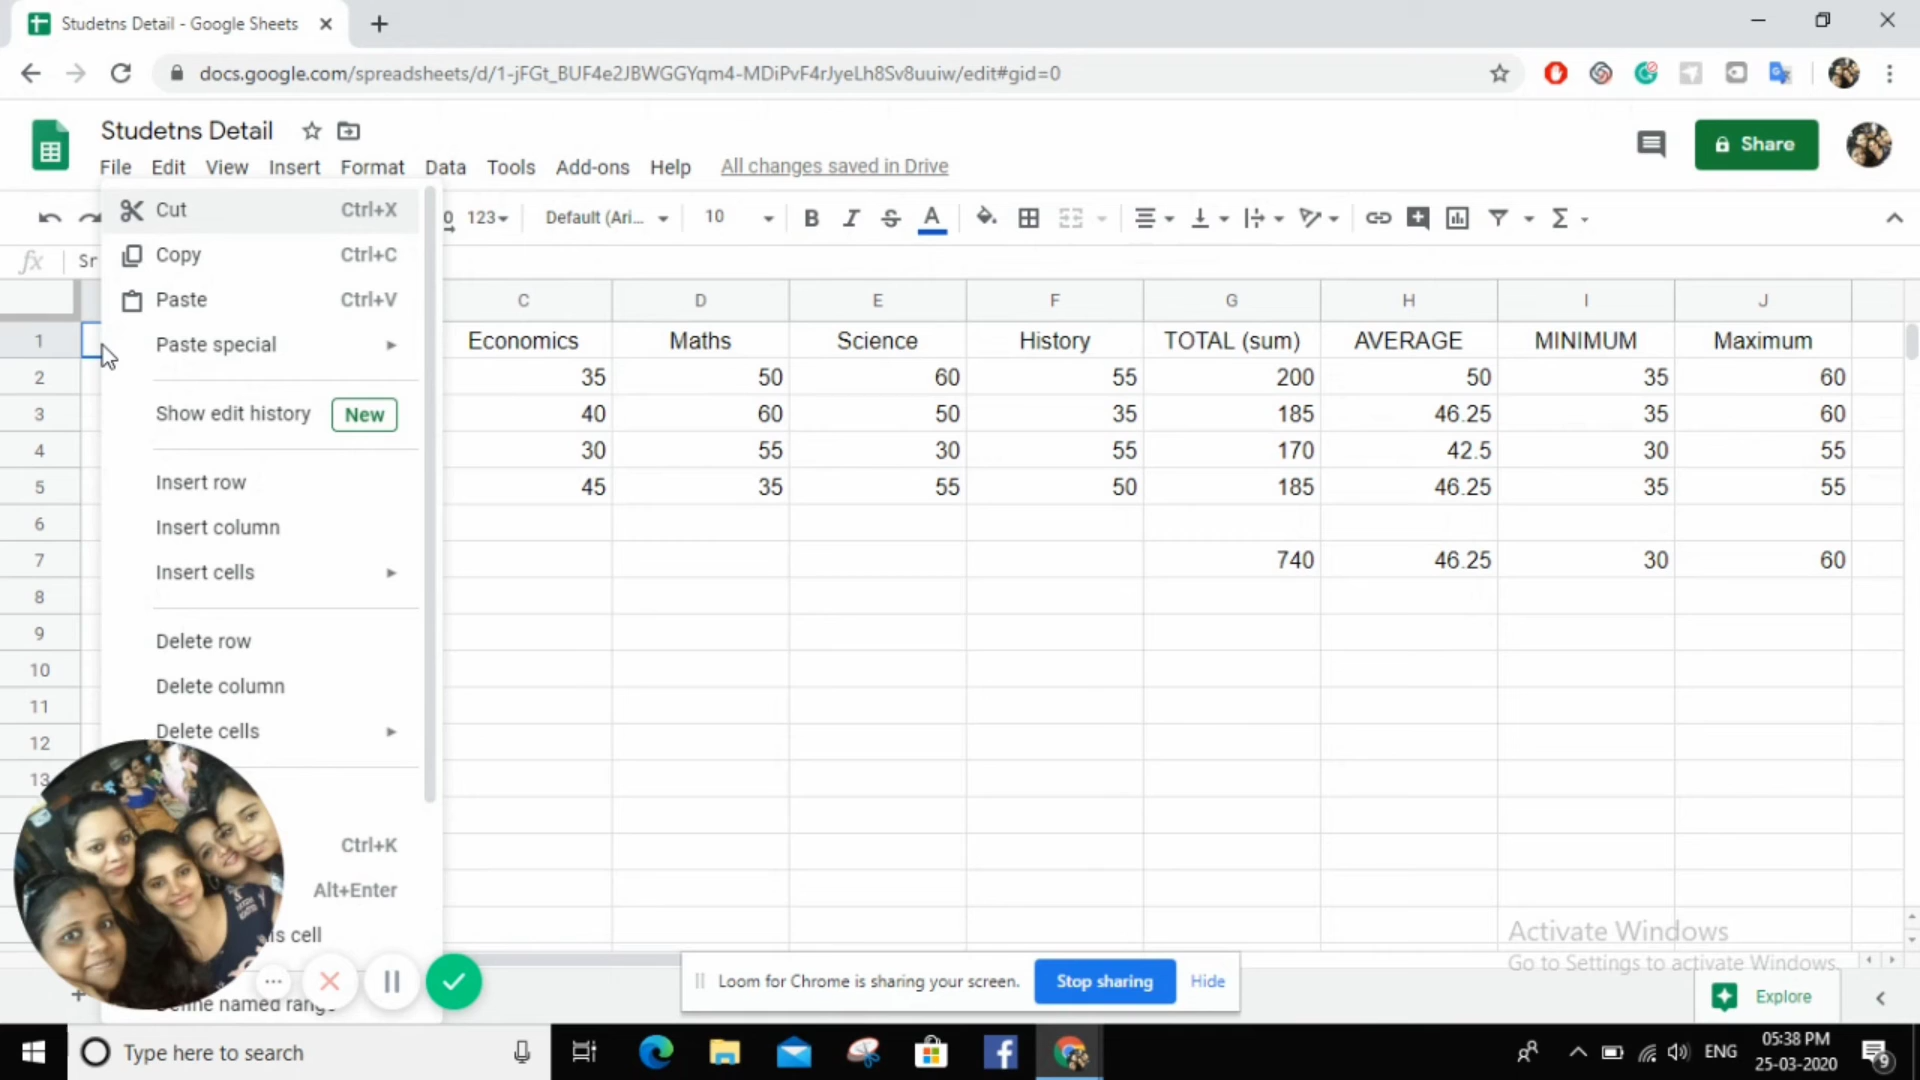 Studetns Detail - Google Sheets
docs.google.com/spreadsheets/d/1-jFGt_BUF4e2JBWGGYqm4-MDiPvF4rJyeLh8Sv8uuiw/edit#gid=0
Studetns Detail
Share
File Edit View Insert Format Data Tools Add-ons Help All changes saved in Drive
123 Default (Ari... 10 B I S A
fx Sr
Cut Ctrl+X
Copy Ctrl+C
Paste Ctrl+V
Paste special
Show edit history New
Insert row
Insert column
Insert cells
Delete row
Delete column
Delete cells
Ctrl+K
Alt+Enter
cell
named
C D E F G H I J
1 Economics Maths Science History TOTAL (sum) AVERAGE MINIMUM Maximum
2 35 50 60 55 200 50 35 60
3 40 60 50 35 185 46.25 35 60
4 30 55 30 55 170 42.5 30 55
5 45 35 55 50 185 46.25 35 55
6
7 740 46.25 30 60
8
9
10
11
12
13
Activate Windows
Go to Settings to activate Windows.
Loom for Chrome is sharing your screen. Stop sharing Hide
Explore
Type here to search
ENG
05:38 PM
25-03-2020
9